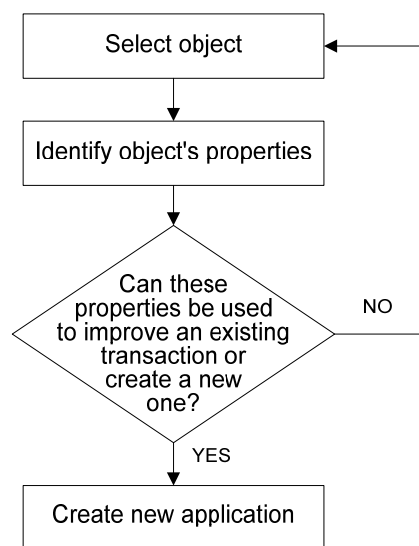 Select object
Identify object's properties
Can these
properties be used
to improve an existing
transaction or
create a new
one?
NO
YES
Create new application